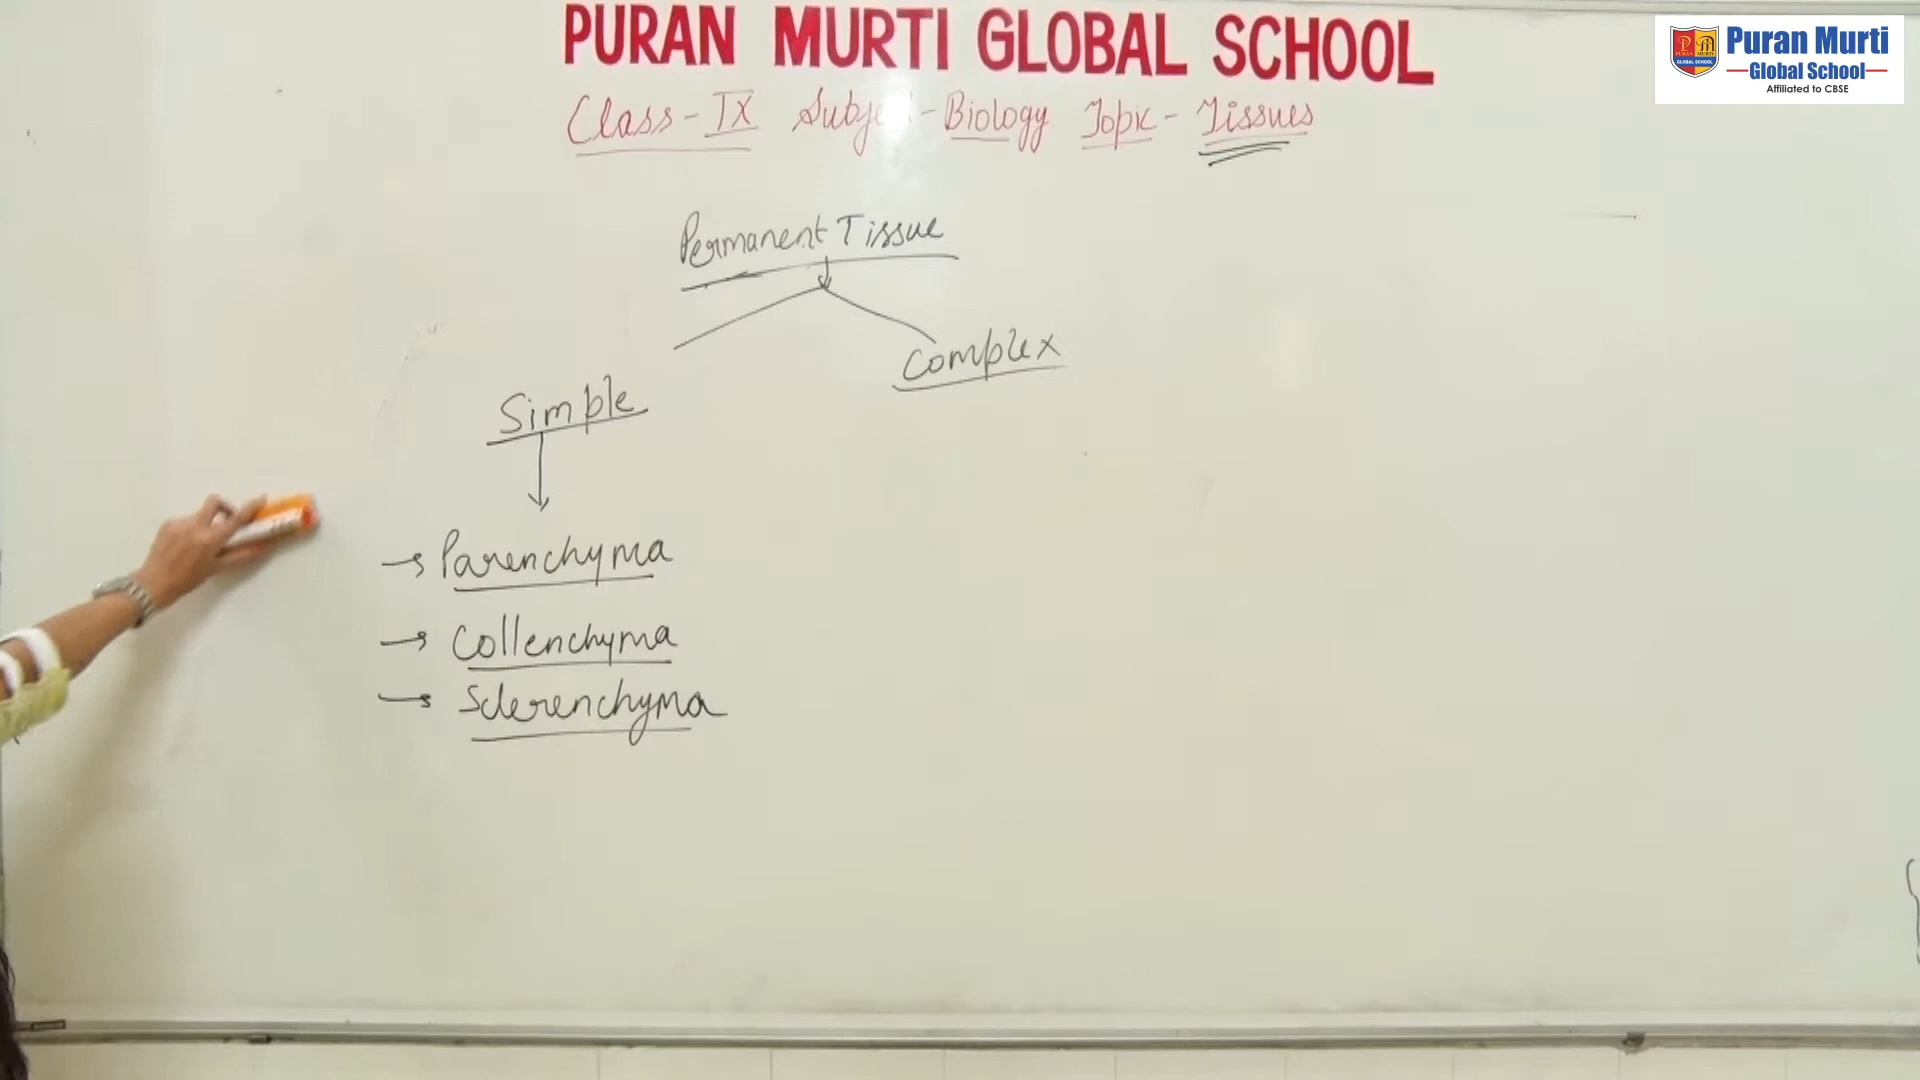 PURAN MURTI GLOBAL SCHOOL
Puran Murti
Global School
Affiliated to CBSE
Class - IX Subject - Biology Topic - Tissues
Permanent Tissue
Complex
Simple
→ Parenchyma
→ Collenchyma
→ Sclerenchyma